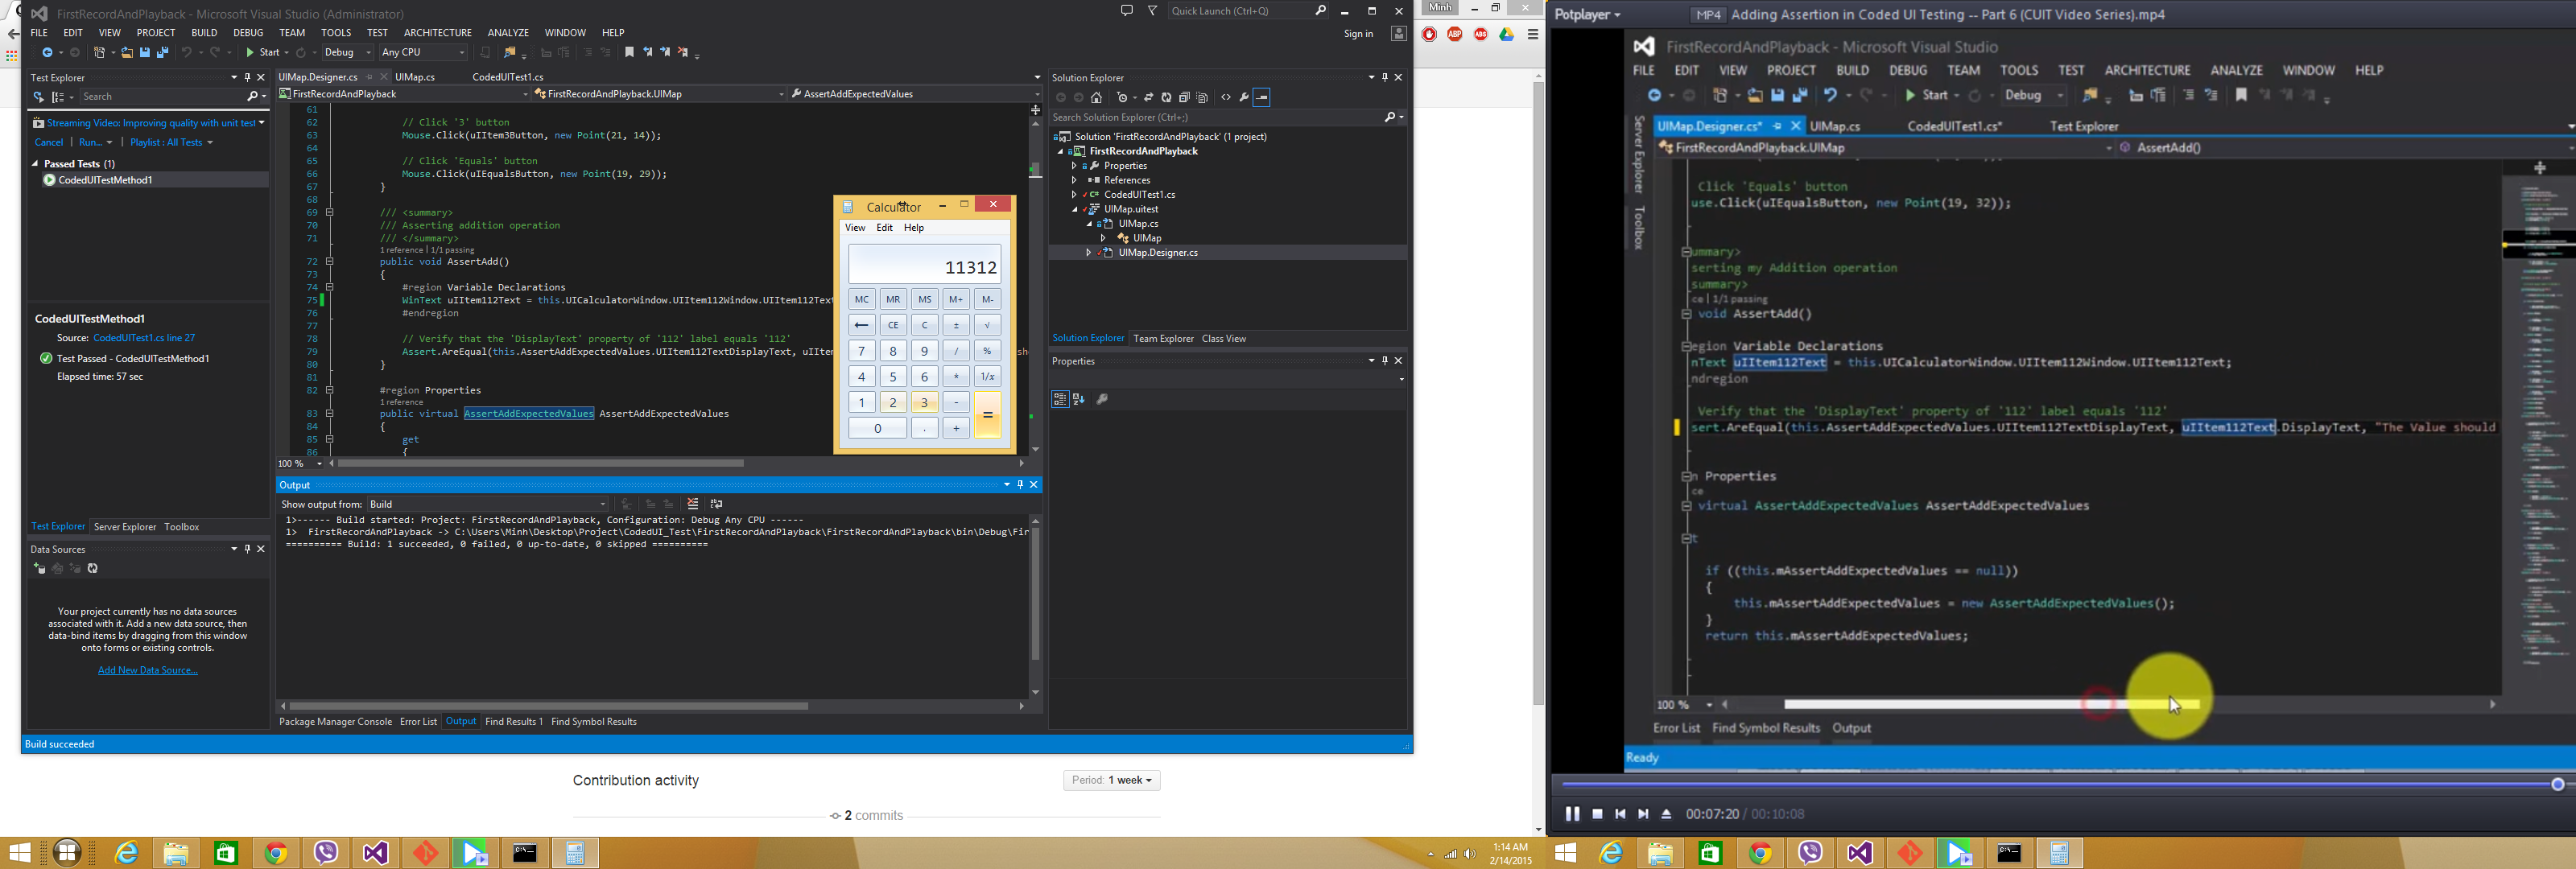 FirstRecordAndPlayback - Microsoft Visual Studio (Administrator)
Quick Launch (Ctrl+Q)
FILE EDIT VIEW PROJECT BUILD DEBUG TEAM TOOLS TEST ARCHITECTURE ANALYZE WINDOW HELP
Sign in
Start Debug Any CPU
Test Explorer
Search
Streaming Video: Improving quality with unit test
Cancel | Run... | Playlist : All Tests
Passed Tests (1)
CodedUITestMethod1
CodedUITestMethod1
Source: CodedUITest1.cs line 27
Test Passed - CodedUITestMethod1
Elapsed time: 57 sec
Test Explorer Server Explorer Toolbox
Data Sources
Your project currently has no data sources
associated with it. Add a new data source, then
data-bind items by dragging from this window
onto forms or existing controls.
Add New Data Source...
UIMap.Designer.cs UIMap.cs CodedUITest1.cs
FirstRecordAndPlayback FirstRecordAndPlayback.UIMap AssertAddExpectedValues
61
62 // Click '3' button
63 Mouse.Click(uIItem3Button, new Point(21, 14));
64
65 // Click 'Equals' button
66 Mouse.Click(uIEqualsButton, new Point(19, 29));
67 }
68
69 /// <summary>
70 /// Asserting addition operation
71 /// </summary>
1 reference | 1/1 passing
72 public void AssertAdd()
73 {
74 #region Variable Declarations
75 WinText uIItem112Text = this.UICalculatorWindow.UIItem112Window.UIItem112Text
76 #endregion
77
78 // Verify that the 'DisplayText' property of '112' label equals '112'
79 Assert.AreEqual(this.AssertAddExpectedValues.UIItem112TextDisplayText, uIItem
80 }
81
82 #region Properties
1 reference
83 public virtual AssertAddExpectedValues AssertAddExpectedValues
84 {
85 get
86 {
100 %
Calculator
View Edit Help
11312
MC MR MS M+ M-
← CE C ± √
7 8 9 / %
4 5 6 * 1/x
1 2 3 - =
0 . +
Output
Show output from: Build
1>------ Build started: Project: FirstRecordAndPlayback, Configuration: Debug Any CPU ------
1> FirstRecordAndPlayback -> C:\Users\Minh\Desktop\Project\CodedUI_Test\FirstRecordAndPlayback\FirstRecordAndPlayback\bin\Debug\Fir
========== Build: 1 succeeded, 0 failed, 0 up-to-date, 0 skipped ==========
Package Manager Console Error List Output Find Results 1 Find Symbol Results
Build succeeded
Solution Explorer
Search Solution Explorer (Ctrl+;)
Solution 'FirstRecordAndPlayback' (1 project)
FirstRecordAndPlayback
Properties
References
CodedUITest1.cs
UIMap.uitest
UIMap.cs
UIMap
UIMap.Designer.cs
Solution Explorer Team Explorer Class View
Properties
Minh
ABP
Contribution activity
Period: 1 week
2 commits
1:14 AM
2/14/2015
Potplayer
MP4 Adding Assertion in Coded UI Testing -- Part 6 (CUIT Video Series).mp4
FirstRecordAndPlayback - Microsoft Visual Studio
FILE EDIT VIEW PROJECT BUILD DEBUG TEAM TOOLS TEST ARCHITECTURE ANALYZE WINDOW HELP
Start Debug
Server Explorer Toolbox
UIMap.Designer.cs* UIMap.cs CodedUITest1.cs* Test Explorer
FirstRecordAndPlayback.UIMap AssertAdd()
Click 'Equals' button
use.Click(uIEqualsButton, new Point(19, 32));
ummary>
serting my Addition operation
summary>
ce | 1/1 passing
void AssertAdd()
egion Variable Declarations
nText uIItem112Text = this.UICalculatorWindow.UIItem112Window.UIItem112Text;
ndregion
Verify that the 'DisplayText' property of '112' label equals '112'
sert.AreEqual(this.AssertAddExpectedValues.UIItem112TextDisplayText, uIItem112Text.DisplayText, "The Value should
n Properties
ce
virtual AssertAddExpectedValues AssertAddExpectedValues
t
if ((this.mAssertAddExpectedValues == null))
{
this.mAssertAddExpectedValues = new AssertAddExpectedValues();
}
return this.mAssertAddExpectedValues;
100 %
Error List Find Symbol Results Output
Ready
00:07:20 / 00:10:08